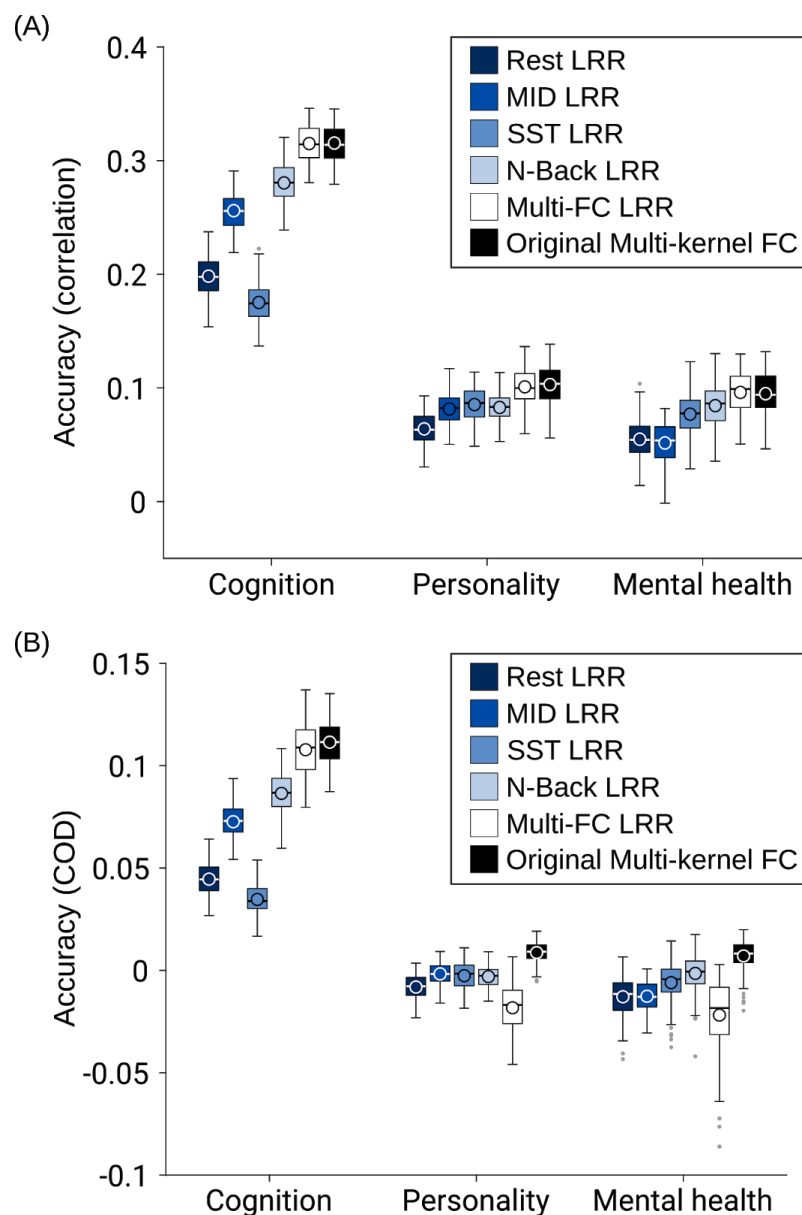 (A)
0.4
0.3
0.2
0.1
0
Accuracy (correlation)
Rest LRR
MID LRR
SST LRR
N-Back LRR
Multi-FC LRR
Original Multi-kernel FC
Cognition
Personality
Mental health
(B)
0.15
0.1
0.05
0
-0.05
-0.1
Accuracy (COD)
Rest LRR
MID LRR
SST LRR
N-Back LRR
Multi-FC LRR
Original Multi-kernel FC
Cognition
Personality
Mental health